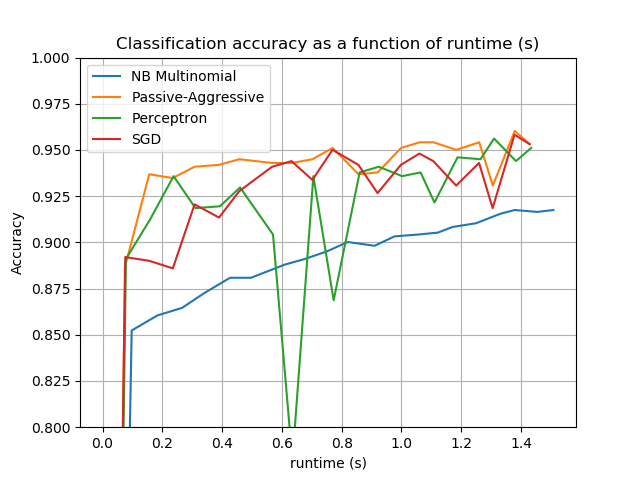 Classification accuracy as a function of runtime (s)
1.000
0.975
0.950
0.925
0.900
0.875
0.850
0.825
0.800
Accuracy
NB Multinomial
Passive-Aggressive
Perceptron
SGD
0.0 0.2 0.4 0.6 0.8 1.0 1.2 1.4
runtime (s)